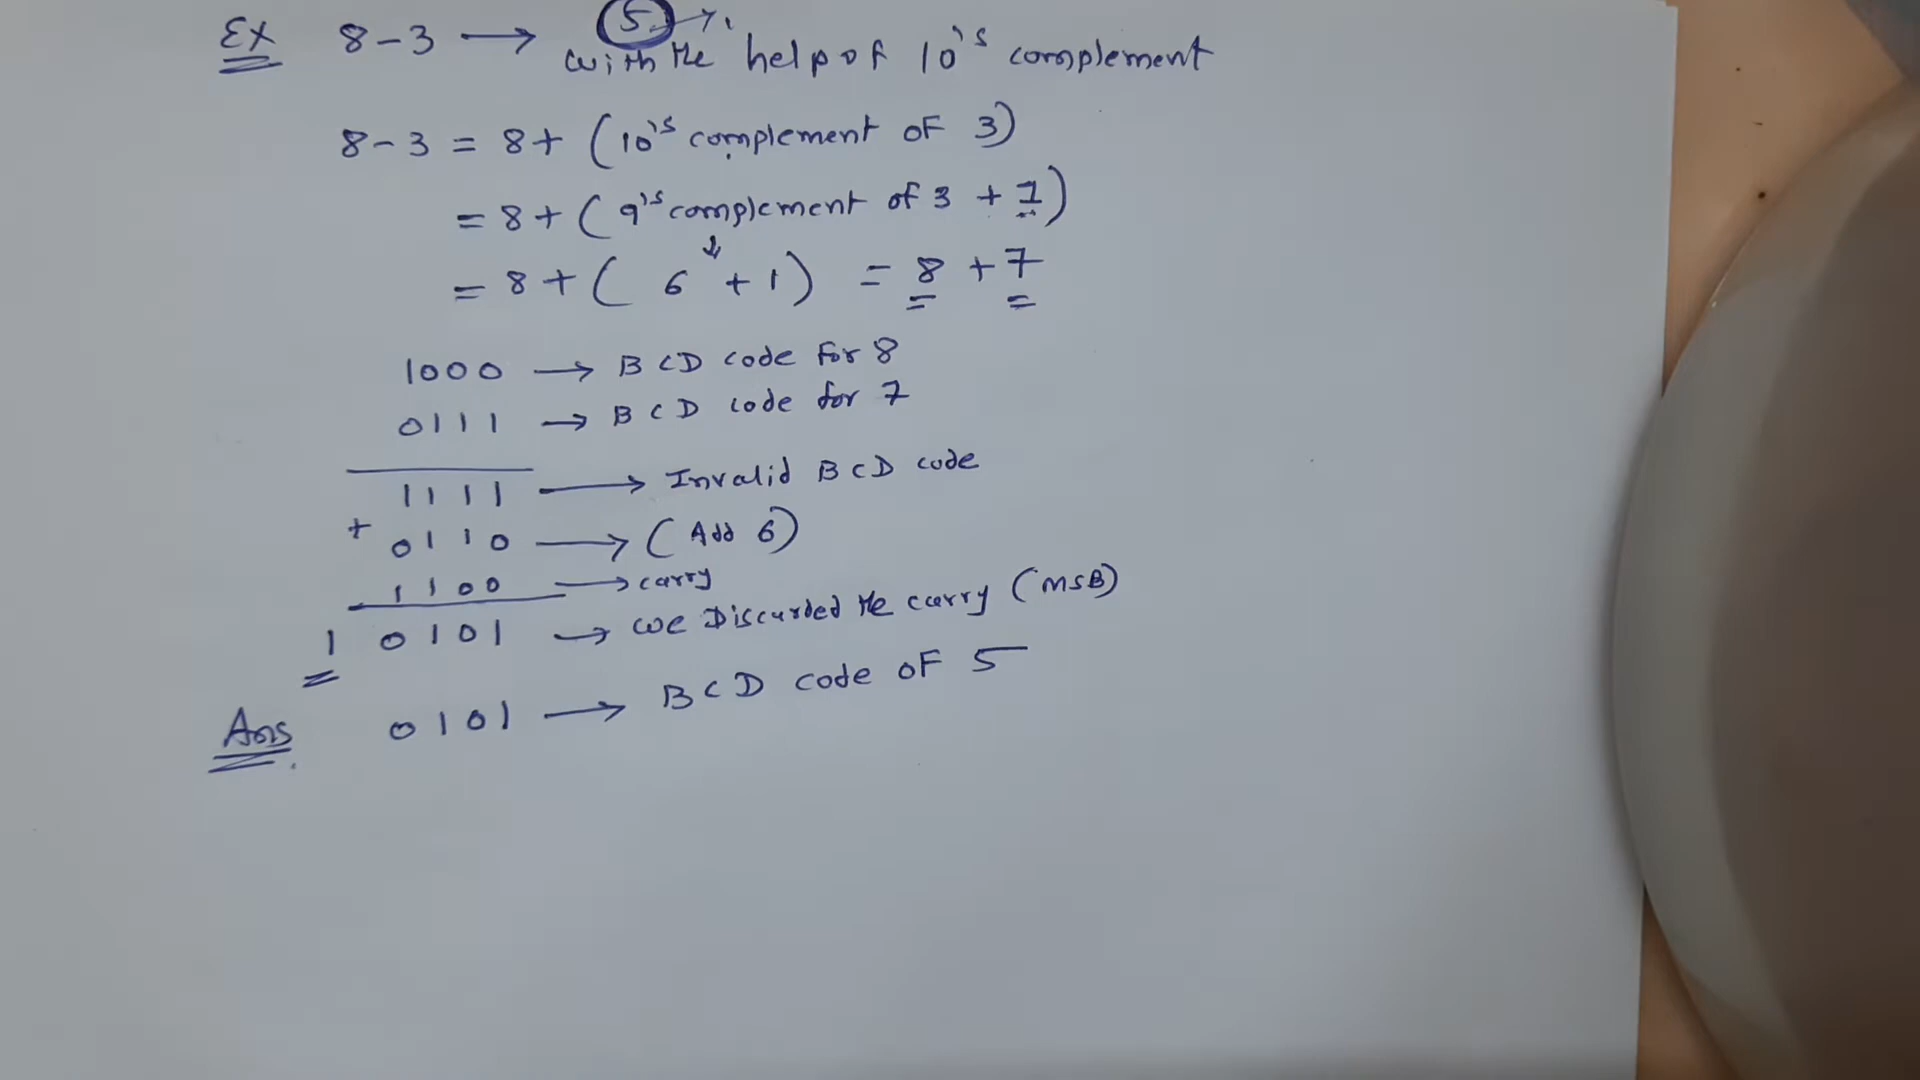 Ex 8-3 → 5 →
with the help of 10's complement
8-3 = 8+ (10's complement of 3)
= 8+ (9's complement of 3 + 1)
↓
= 8+ ( 6 + 1) = 8 + 7
1000 → BCD code For 8
0111 → BCD code for 7
1111 → Invalid BCD code
+ 0110 → (Add 6)
1100 → carry
1 0101 → we Discarded the carry (MSB)
Ans 0101 → BCD code of 5